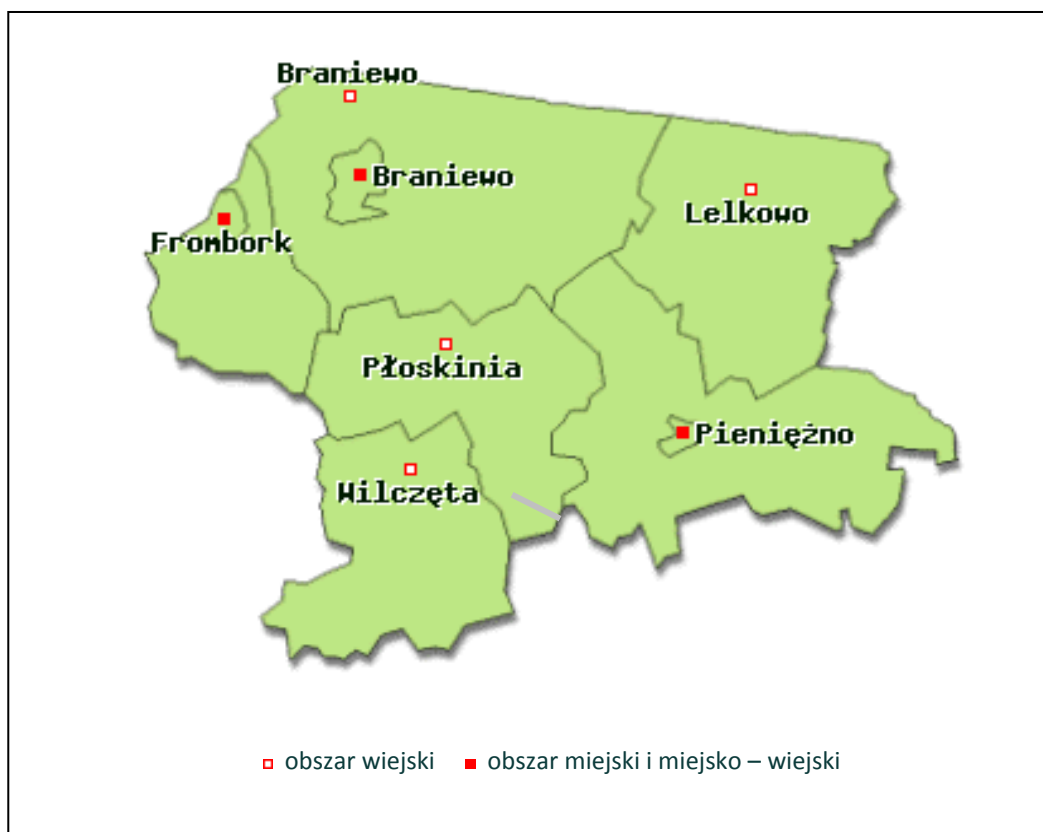 Braniewo
Braniewo
Lelkowo
Frombork
Płoskinia
Pieniężno
Wilczęta
obszar wiejski
obszar miejski i miejsko – wiejski